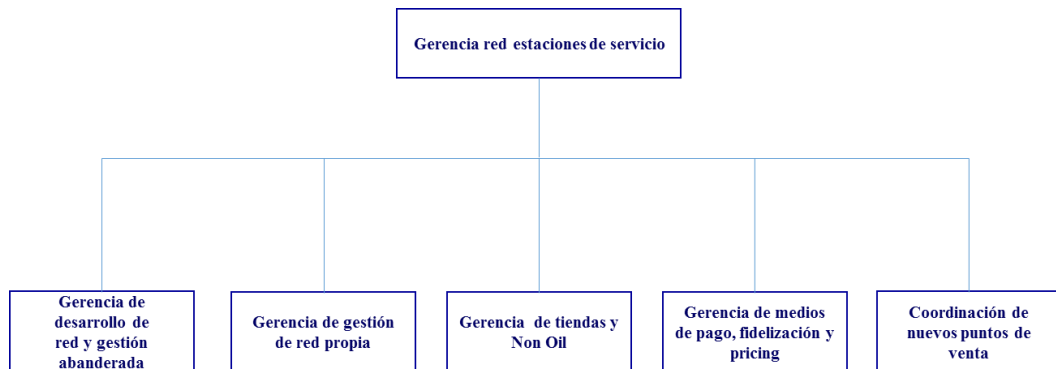 Gerencia red estaciones de servicio
Gerencia de
desarrollo de
red y gestión
abanderada
Gerencia de gestión
de red propia
Gerencia de tiendas y
Non Oil
Gerencia de medios
de pago, fidelización y
pricing
Coordinación de
nuevos puntos de
venta